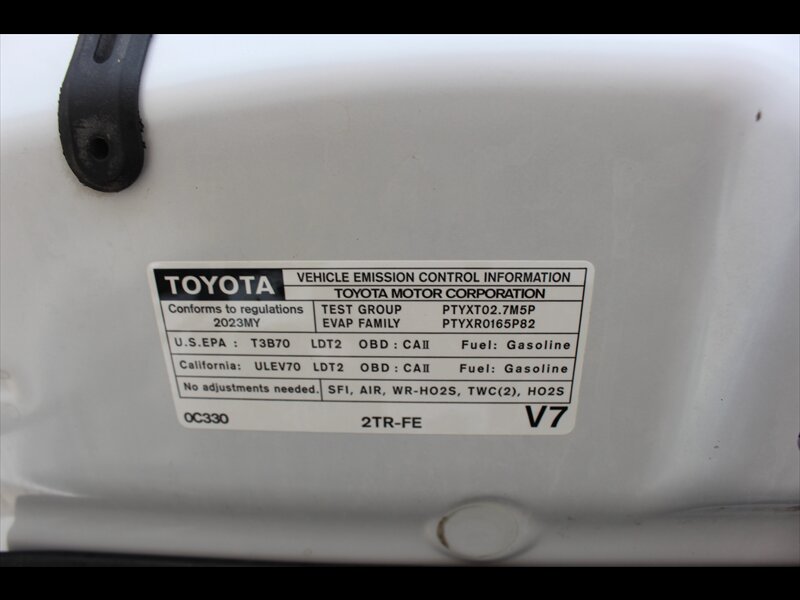 TOYOTA VEHICLE EMISSION CONTROL INFORMATION
TOYOTA MOTOR CORPORATION
Conforms to regulations
2023MY
TEST GROUP PTYXT02.7M5P
EVAP FAMILY PTYXR0165P82
U.S.EPA : T3B70 LDT2 OBD : CAⅡ Fuel: Gasoline
California: ULEV70 LDT2 OBD : CAⅡ Fuel: Gasoline
No adjustments needed. SFI, AIR, WR-HO2S, TWC(2), HO2S
0C330 2TR-FE V7